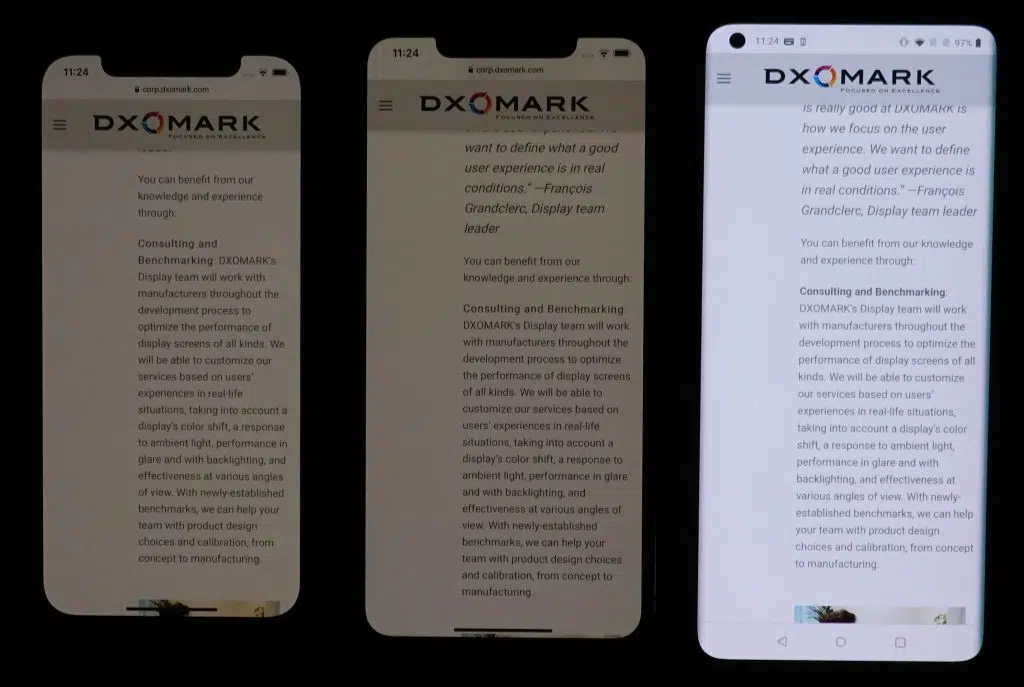 11:24
corp.dxomark.com
DXOMARK
FOCUSED ON EXCELLENCE
You can benefit from our
knowledge and experience
through:
Consulting and
Benchmarking: DXOMARK's
Display team will work with
manufacturers throughout the
development process to
optimize the performance of
display screens of all kinds. We
will be able to customize our
services based on users'
experiences in real-life
situations, taking into account a
display's color shift, a response
to ambient light, performance in
glare and with backlighting, and
effectiveness at various angles
of view. With newly-established
benchmarks, we can help your
team with product design
choices and calibration, from
concept to manufacturing.
11:24
corp.dxomark.com
DXOMARK
FOCUSED ON EXCELLENCE
want to define what a good
user experience is in real
conditions." —François
Grandclerc, Display team
leader
You can benefit from our
knowledge and experience through:
Consulting and Benchmarking
DXOMARK's Display team will work
with manufacturers throughout the
development process to optimize
the performance of display screens
of all kinds. We will be able to
customize our services based on
users' experiences in real-life
situations, taking into account a
display's color shift, a response to
ambient light, performance in glare
and with backlighting, and
effectiveness at various angles of
view. With newly-established
benchmarks, we can help your
team with product design choices
and calibration, from concept to
manufacturing.
11:24 97%
DXOMARK
FOCUSED ON EXCELLENCE
is really good at DXOMARK is
how we focus on the user
experience. We want to define
what a good user experience is
in real conditions." —François
Grandclerc, Display team leader
You can benefit from our knowledge
and experience through:
Consulting and Benchmarking:
DXOMARK's Display team will work
with manufacturers throughout the
development process to optimize the
performance of display screens of all
kinds. We will be able to customize
our services based on users'
experiences in real-life situations,
taking into account a display's color
shift, a response to ambient light,
performance in glare and with
backlighting, and effectiveness at
various angles of view. With newly-
established benchmarks, we can help
your team with product design
choices and calibration, from concept
to manufacturing.